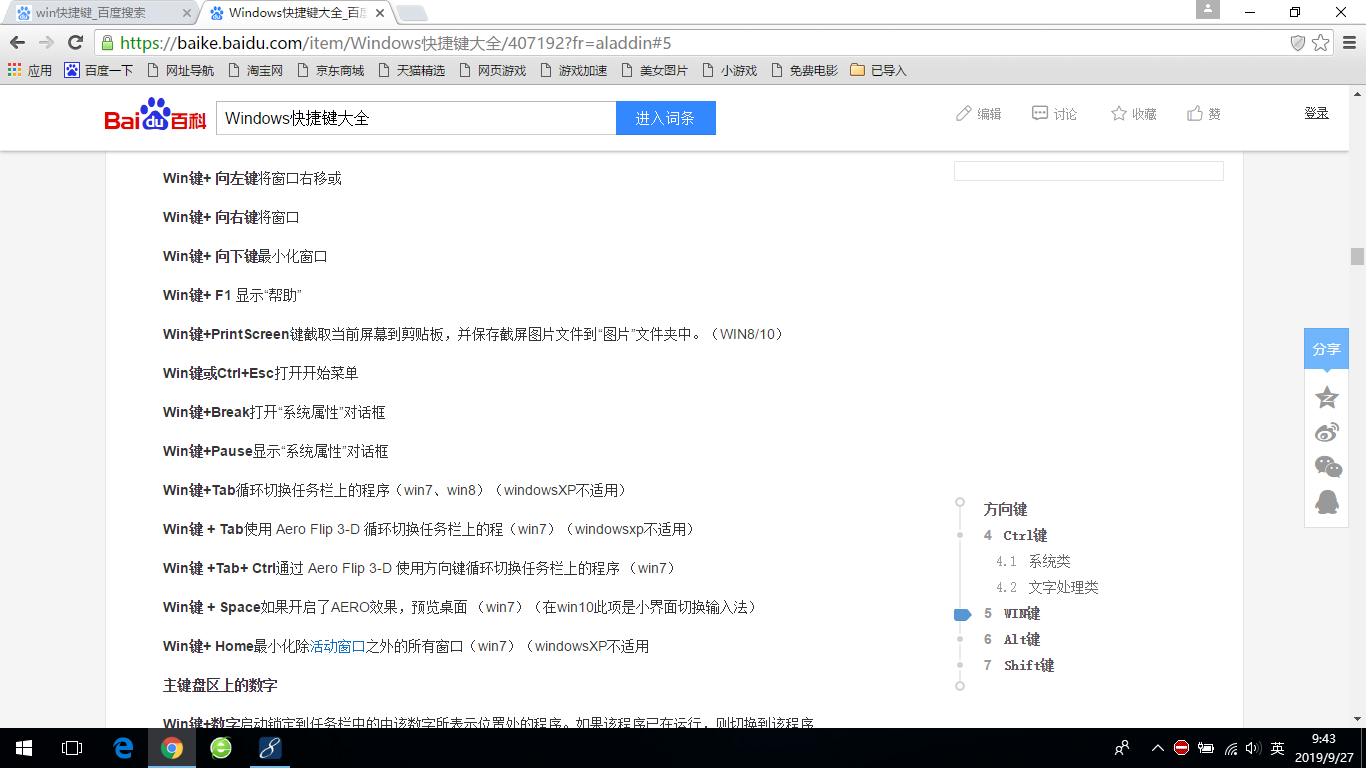 win快捷键_百度搜索
Windows快捷键大全_百度
https://baike.baidu.com/item/Windows快捷键大全/407192?fr=aladdin#5
应用 百度一下 网址导航 淘宝网 京东商城 天猫精选 网页游戏 游戏加速 美女图片 小游戏 免费电影 已导入
Bai du 百科 Windows快捷键大全 进入词条 编辑 讨论 收藏 赞 登录
Win键+ 向左键将窗口右移或
Win键+ 向右键将窗口
Win键+ 向下键最小化窗口
Win键+ F1 显示“帮助”
Win键+PrintScreen键截取当前屏幕到剪贴板，并保存截屏图片文件到“图片”文件夹中。（WIN8/10）
Win键或Ctrl+Esc打开开始菜单
Win键+Break打开“系统属性”对话框
Win键+Pause显示“系统属性”对话框
Win键+Tab循环切换任务栏上的程序（win7、win8）（windowsXP不适用）
Win键 + Tab使用 Aero Flip 3-D 循环切换任务栏上的程（win7）（windowsxp不适用）
Win键 +Tab+ Ctrl通过 Aero Flip 3-D 使用方向键循环切换任务栏上的程序 （win7）
Win键 + Space如果开启了AERO效果，预览桌面 （win7）（在win10此项是小界面切换输入法）
Win键+ Home最小化除活动窗口之外的所有窗口（win7）（windowsXP不适用
主键盘区上的数字
Win键+数字启动锁定到任务栏中的由该数字所表示位置处的程序。如果该程序已在运行，则切换到该程序
分享
方向键
4 Ctrl键
4.1 系统类
4.2 文字处理类
5 WIN键
6 Alt键
7 Shift键
英
9:43
2019/9/27